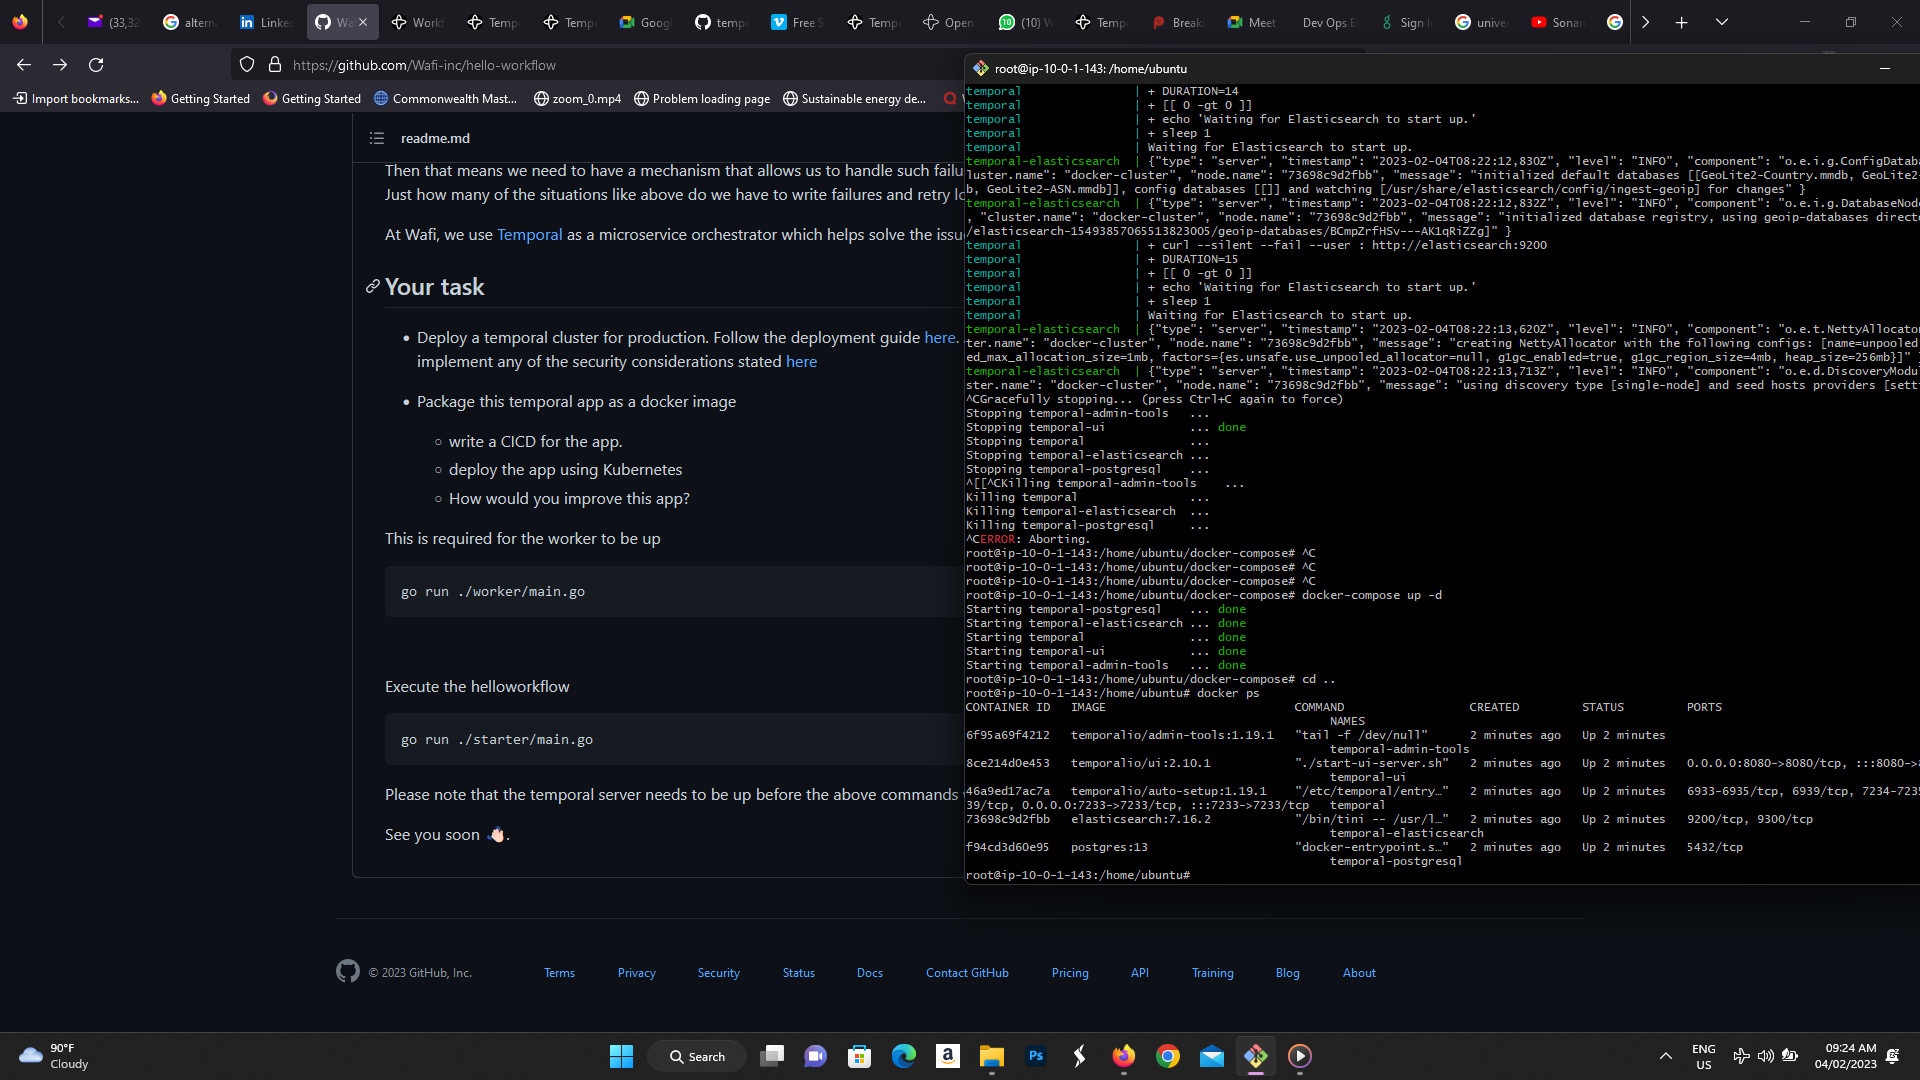 (33,32
altern
Linke
Wa
Workf
Temp
Temp
Goog
temp
Free S
Temp
Open
(10) W
Temp
Breaki
Meet
Dev Ops E
Sign I
unive
Sonar
https://github.com/Wafi-inc/hello-workflow
Import bookmarks...
Getting Started
Getting Started
Commonwealth Mast...
zoom_0.mp4
Problem loading page
Sustainable energy de...
readme.md
Then that means we need to have a mechanism that allows us to handle such failu
Just how many of the situations like above do we have to write failures and retry lo
At Wafi, we use Temporal as a microservice orchestrator which helps solve the issue
Your task
Deploy a temporal cluster for production. Follow the deployment guide here.
implement any of the security considerations stated here
Package this temporal app as a docker image
write a CICD for the app.
deploy the app using Kubernetes
How would you improve this app?
This is required for the worker to be up
go run ./worker/main.go
Execute the helloworkflow
go run ./starter/main.go
Please note that the temporal server needs to be up before the above commands
See you soon 👋🏻.
© 2023 GitHub, Inc.
Terms
Privacy
Security
Status
Docs
Contact GitHub
Pricing
API
Training
Blog
About
root@ip-10-0-1-143: /home/ubuntu
temporal | + DURATION=14
temporal | + [[ 0 -gt 0 ]]
temporal | + echo 'Waiting for Elasticsearch to start up.'
temporal | + sleep 1
temporal | Waiting for Elasticsearch to start up.
temporal-elasticsearch | {"type": "server", "timestamp": "2023-02-04T08:22:12,830Z", "level": "INFO", "component": "o.e.i.g.ConfigDataba
luster.name": "docker-cluster", "node.name": "73698c9d2fbb", "message": "initialized default databases [[GeoLite2-Country.mmdb, GeoLite2-
b, GeoLite2-ASN.mmdb]], config databases [[]] and watching [/usr/share/elasticsearch/config/ingest-geoip] for changes" }
temporal-elasticsearch | {"type": "server", "timestamp": "2023-02-04T08:22:12,832Z", "level": "INFO", "component": "o.e.i.g.DatabaseNode
, "cluster.name": "docker-cluster", "node.name": "73698c9d2fbb", "message": "initialized database registry, using geoip-databases direct
/elasticsearch-15493857065513823005/geoip-databases/BCmpZrfHSv---AK1qRiZZg]" }
temporal | + curl --silent --fail --user : http://elasticsearch:9200
temporal | + DURATION=15
temporal | + [[ 0 -gt 0 ]]
temporal | + echo 'Waiting for Elasticsearch to start up.'
temporal | + sleep 1
temporal | Waiting for Elasticsearch to start up.
temporal-elasticsearch | {"type": "server", "timestamp": "2023-02-04T08:22:13,620Z", "level": "INFO", "component": "o.e.t.NettyAllocator
ter.name": "docker-cluster", "node.name": "73698c9d2fbb", "message": "creating NettyAllocator with the following configs: [name=unpooled
ed_max_allocation_size=1mb, factors={es.unsafe.use_unpooled_allocator=null, g1gc_enabled=true, g1gc_region_size=4mb, heap_size=256mb}]" }
temporal-elasticsearch | {"type": "server", "timestamp": "2023-02-04T08:22:13,713Z", "level": "INFO", "component": "o.e.d.DiscoveryModul
ster.name": "docker-cluster", "node.name": "73698c9d2fbb", "message": "using discovery type [single-node] and seed hosts providers [setti
^CGracefully stopping... (press Ctrl+C again to force)
Stopping temporal-admin-tools ...
Stopping temporal-ui ... done
Stopping temporal ...
Stopping temporal-elasticsearch ...
Stopping temporal-postgresql ...
^[[^CKilling temporal-admin-tools ...
Killing temporal ...
Killing temporal-elasticsearch ...
Killing temporal-postgresql ...
^CERROR: Aborting.
root@ip-10-0-1-143:/home/ubuntu/docker-compose# ^C
root@ip-10-0-1-143:/home/ubuntu/docker-compose# ^C
root@ip-10-0-1-143:/home/ubuntu/docker-compose# ^C
root@ip-10-0-1-143:/home/ubuntu/docker-compose# docker-compose up -d
Starting temporal-postgresql ... done
Starting temporal-elasticsearch ... done
Starting temporal ... done
Starting temporal-ui ... done
Starting temporal-admin-tools ... done
root@ip-10-0-1-143:/home/ubuntu/docker-compose# cd ..
root@ip-10-0-1-143:/home/ubuntu# docker ps
CONTAINER ID IMAGE COMMAND CREATED STATUS PORTS
NAMES
6f95a69f4212 temporalio/admin-tools:1.19.1 "tail -f /dev/null" 2 minutes ago Up 2 minutes
temporal-admin-tools
8ce214d0e453 temporalio/ui:2.10.1 "./start-ui-server.sh" 2 minutes ago Up 2 minutes 0.0.0.0:8080->8080/tcp, :::8080->8
temporal-ui
46a9ed17ac7a temporalio/auto-setup:1.19.1 "/etc/temporal/entry…" 2 minutes ago Up 2 minutes 6933-6935/tcp, 6939/tcp, 7234-7235
39/tcp, 0.0.0.0:7233->7233/tcp, :::7233->7233/tcp temporal
73698c9d2fbb elasticsearch:7.16.2 "/bin/tini -- /usr/l…" 2 minutes ago Up 2 minutes 9200/tcp, 9300/tcp
temporal-elasticsearch
f94cd3d60e95 postgres:13 "docker-entrypoint.s…" 2 minutes ago Up 2 minutes 5432/tcp
temporal-postgresql
root@ip-10-0-1-143:/home/ubuntu#
90°F
Cloudy
Search
ENG
US
09:24 AM
04/02/2023